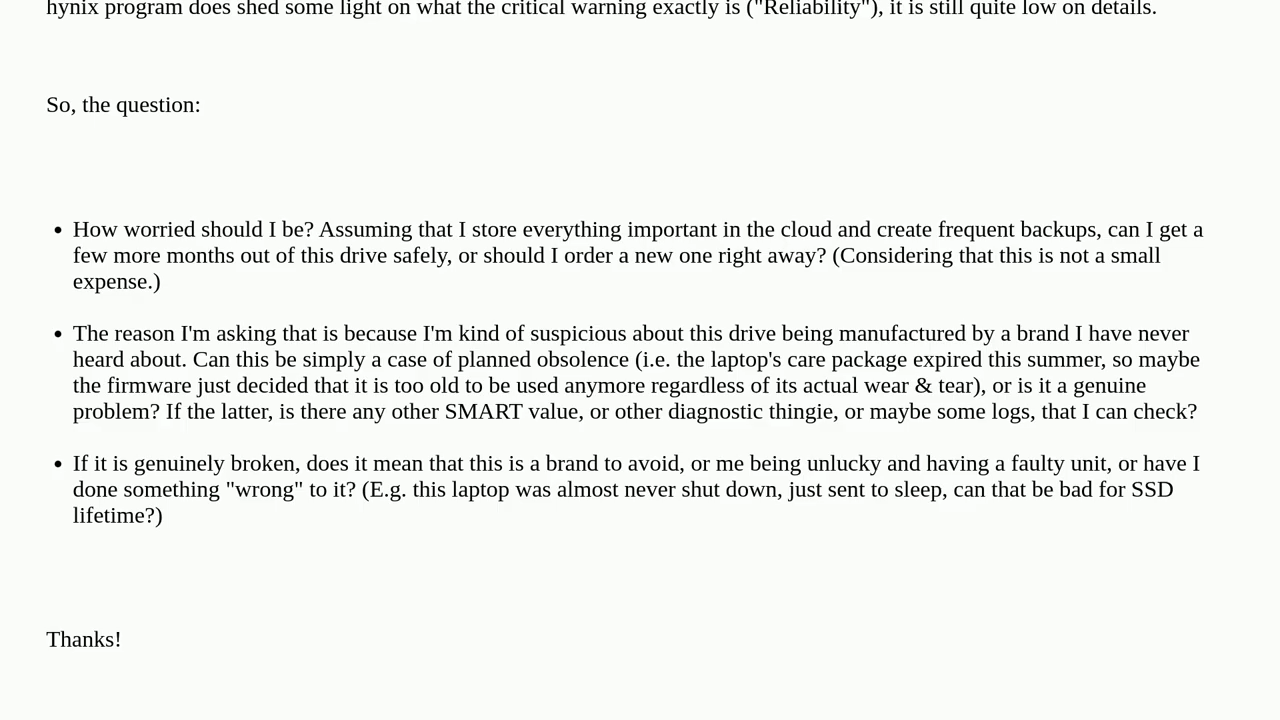 hynix program does shed some light on what the critical warning exactly is ("Reliability"), it is still quite low on details.
So, the question:
• How worried should I be? Assuming that I store everything important in the cloud and create frequent backups, can I get a
few more months out of this drive safely, or should I order a new one right away? (Considering that this is not a small
expense.)
• The reason I'm asking that is because I'm kind of suspicious about this drive being manufactured by a brand I have never
heard about. Can this be simply a case of planned obsolence (i.e. the laptop's care package expired this summer, so maybe
the firmware just decided that it is too old to be used anymore regardless of its actual wear & tear), or is it a genuine
problem? If the latter, is there any other SMART value, or other diagnostic thingie, or maybe some logs, that I can check?
• If it is genuinely broken, does it mean that this is a brand to avoid, or me being unlucky and having a faulty unit, or have I
done something "wrong" to it? (E.g. this laptop was almost never shut down, just sent to sleep, can that be bad for SSD
lifetime?)
Thanks!